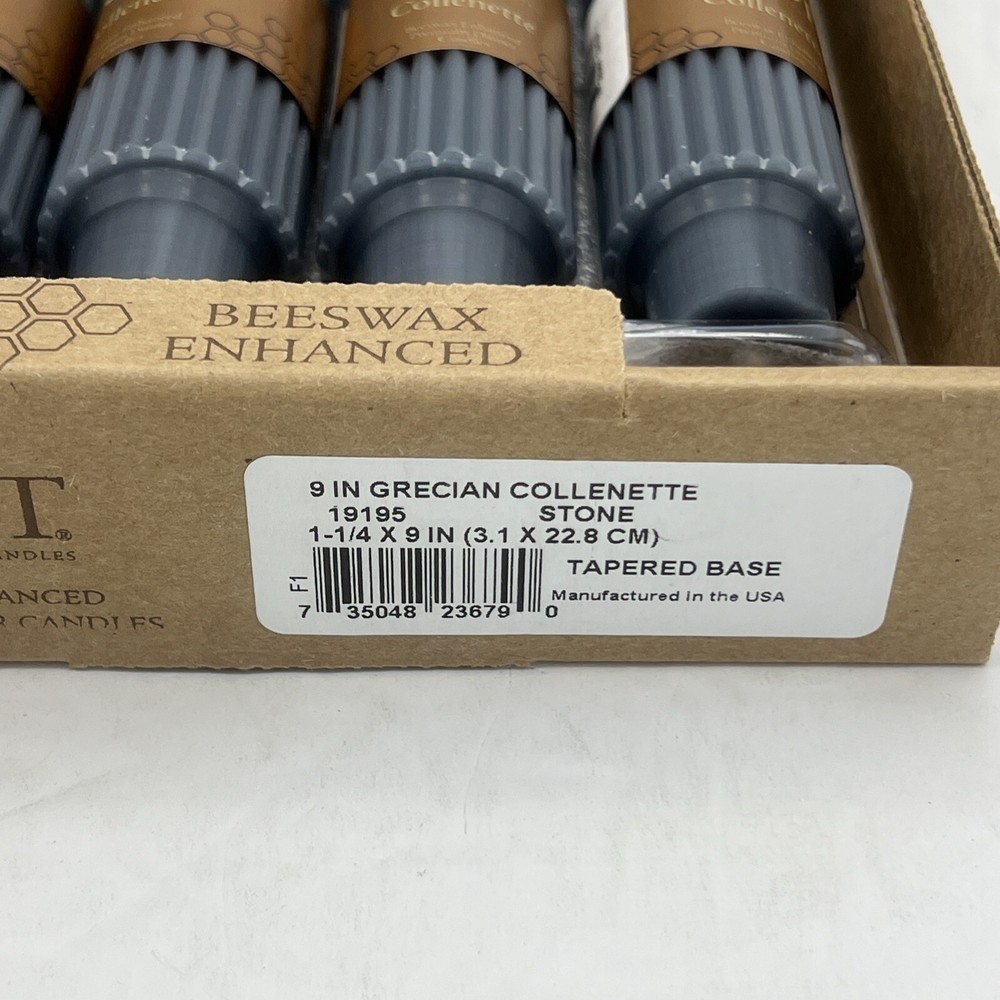 Collenette
BEESWAX
ENHANCED
T®
ANDLES
ANCED
R CANDLES
9 IN GRECIAN COLLENETTE
19195 STONE
1-1/4 X 9 IN (3.1 X 22.8 CM)
TAPERED BASE
Manufactured in the USA
F1
7 35048 23679 0